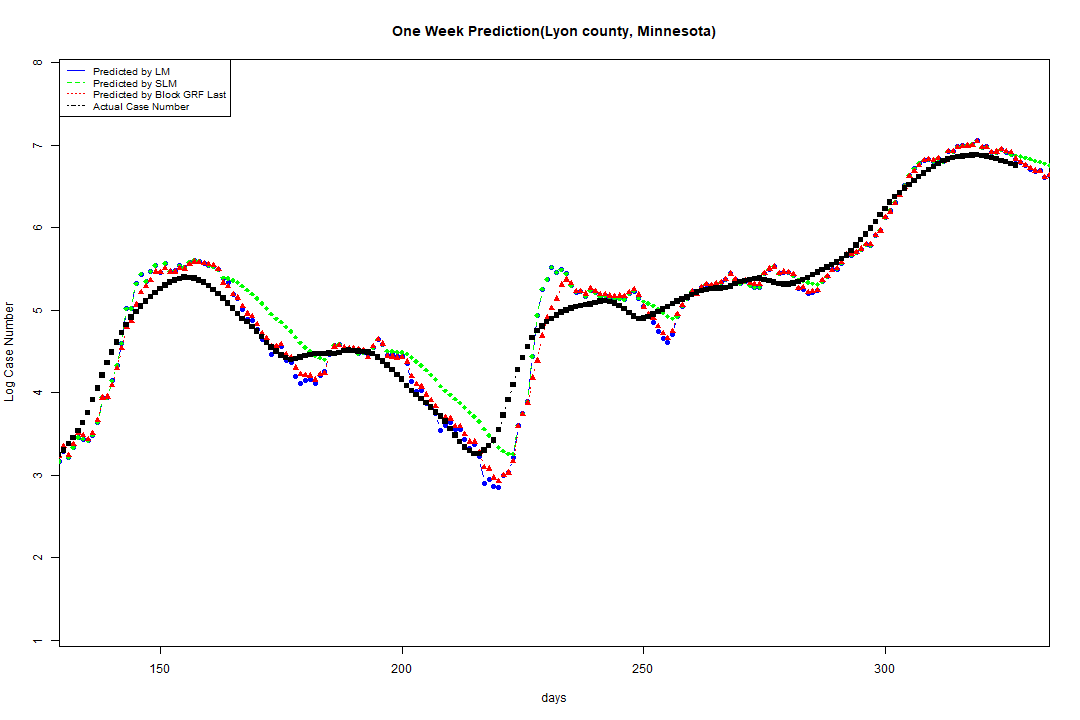 One Week Prediction(Lyon county, Minnesota)
Predicted by LM
Predicted by SLM
Predicted by Block GRF Last
Actual Case Number
Log Case Number
8
7
6
5
4
3
2
1
150 200 250 300
days